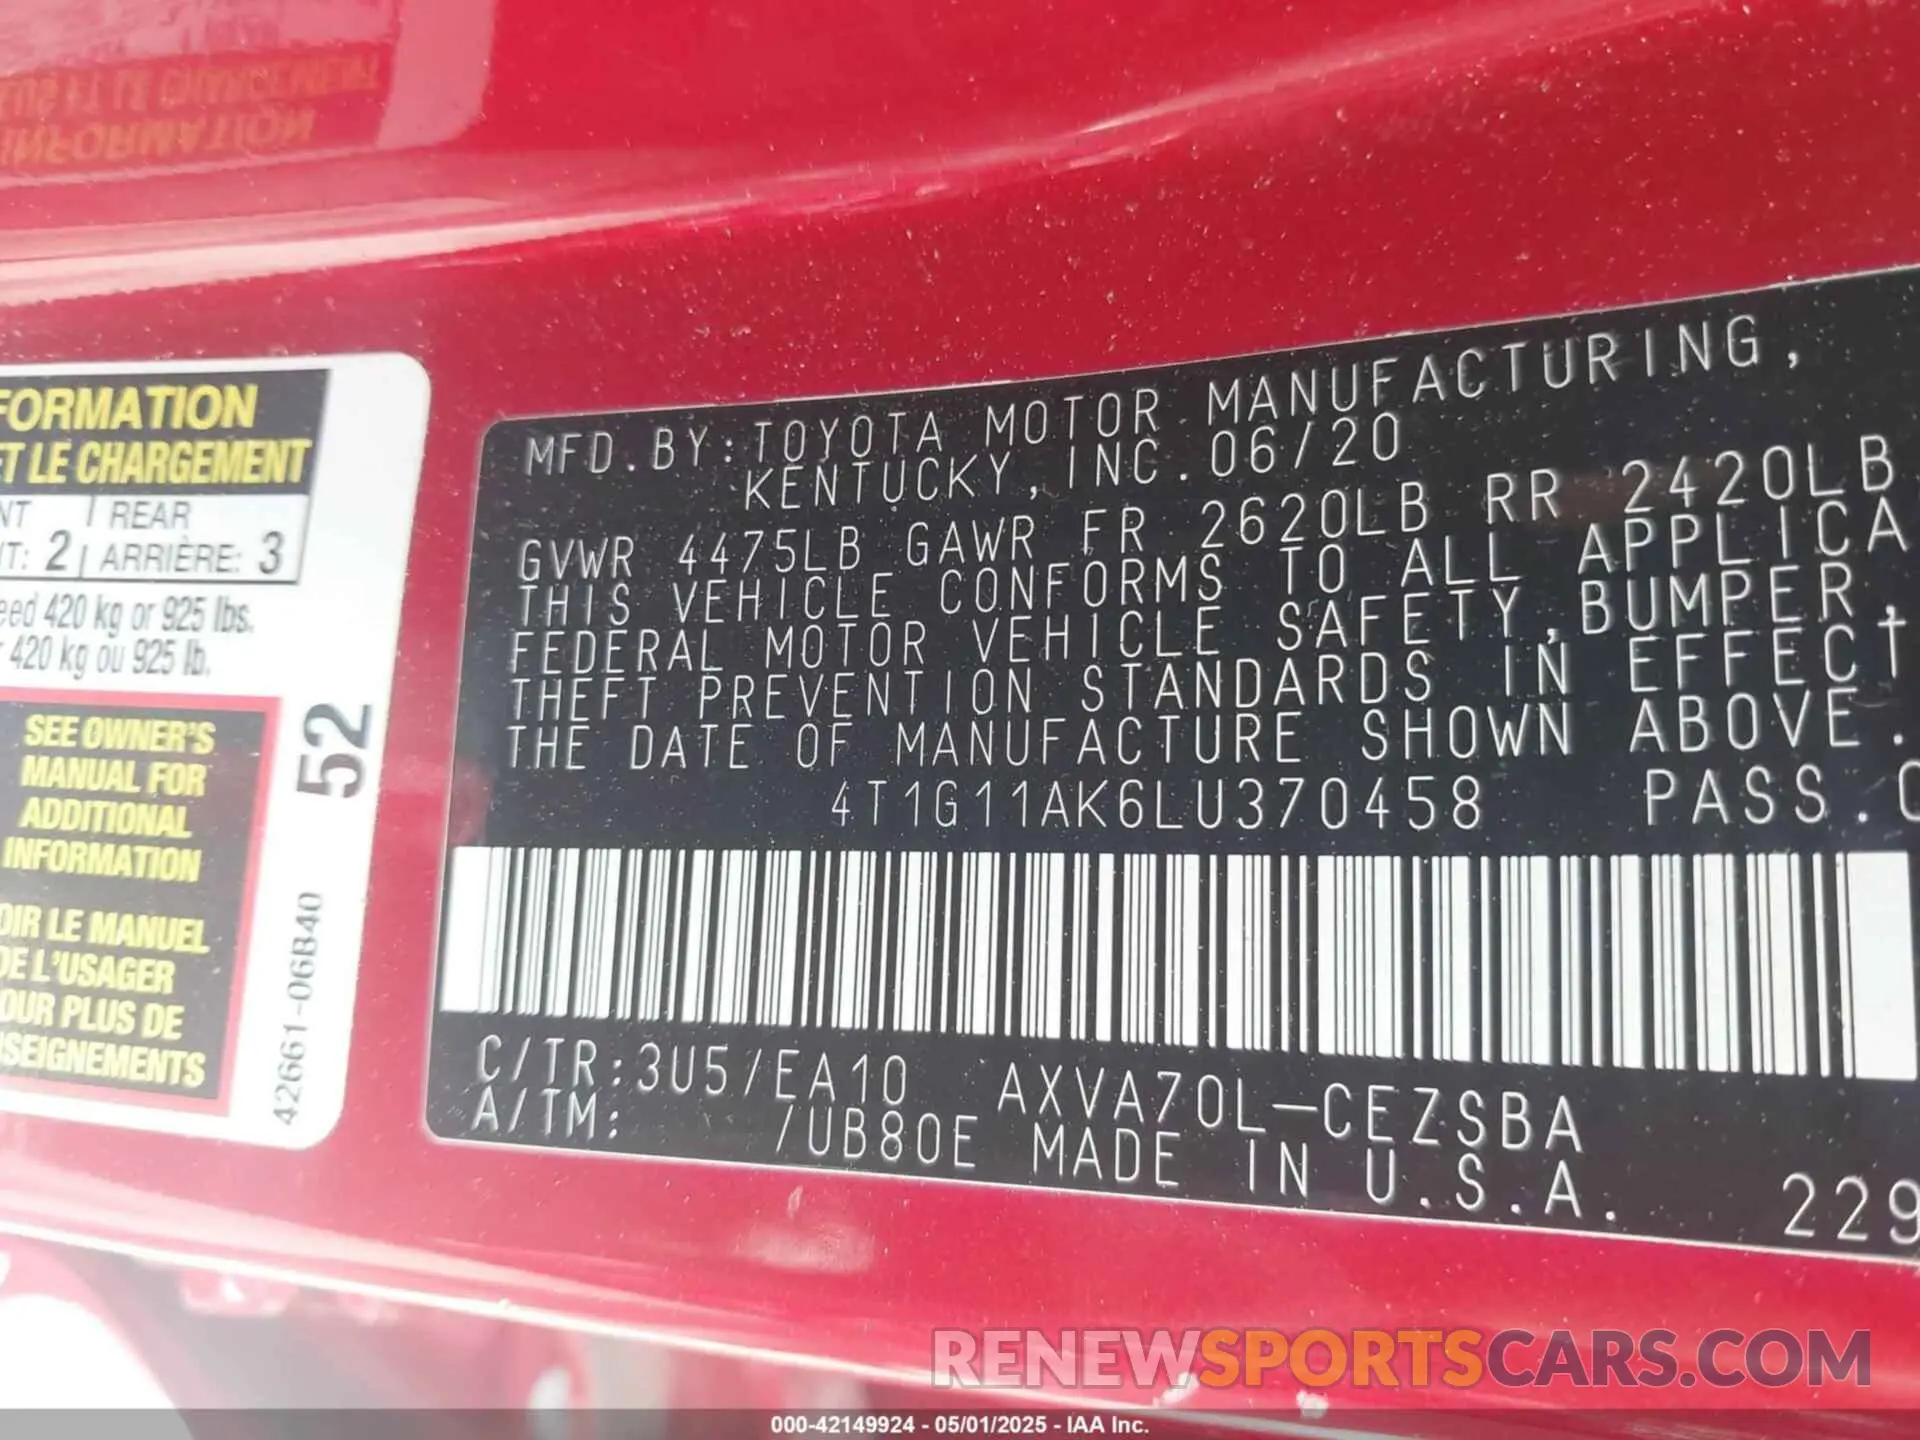 FORMATION
ET LE CHARGEMENT
NT | REAR
NT: 2 | ARRIÈRE: 3
eed 420 kg or 925 lbs.
r 420 kg ou 925 lb.
SEE OWNER'S
MANUAL FOR
ADDITIONAL
INFORMATION
OIR LE MANUEL
DE L'USAGER
OUR PLUS DE
SEIGNEMENTS
52
42661-06B40
MFD.BY:TOYOTA MOTOR MANUFACTURING,
KENTUCKY,INC.06/20
GVWR 4475LB GAWR FR 2620LB RR 2420LB
THIS VEHICLE CONFORMS TO ALL APPLICA
FEDERAL MOTOR VEHICLE SAFETY,BUMPER,
THEFT PREVENTION STANDARDS IN EFFECT
THE DATE OF MANUFACTURE SHOWN ABOVE.
4T1G11AK6LU370458 PASS.C
C/TR:3U5/EA10 AXVA70L-CEZSBA
A/TM: /UB80E MADE IN U.S.A.
229
RENEWSPORTSCARS.COM
000-42149924 - 05/01/2025 - IAA Inc.